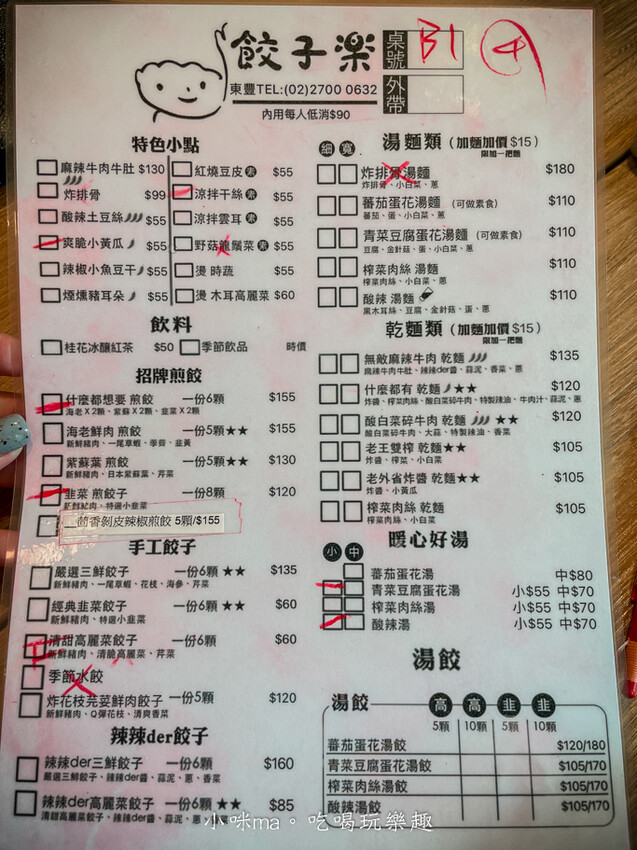 餃子楽
桌號 B1 4
外帶
東豐TEL:(02)2700 0632
內用每人低消$90
特色小點
麻辣牛肉牛肚 $130
炸排骨 $99
酸辣土豆絲 $55
爽脆小黃瓜 $55
辣椒小魚豆干 $55
煙燻豬耳朵 $55
紅燒豆皮 素 $55
涼拌干絲 素 $55
涼拌雲耳 素 $55
野菇龍鬚菜 素 $55
燙 時蔬 $55
燙 木耳高麗菜 $60
飲料
桂花冰釀紅茶 $50 季節飲品 時價
招牌煎餃
什麼都想要 煎餃 一份6顆 $155
海老 X 2顆、紫蘇 X 2顆、韭菜 X 2顆
海老鮮肉 煎餃 一份5顆★★ $155
新鮮豬肉、一尾草蝦、季薺、韭黃
紫蘇葉 煎餃 一份5顆★★ $130
新鮮豬肉、日本紫蘇葉、芹菜
韭菜 煎餃子 一份8顆 $120
新鮮豬肉、特選小韭菜
茴香剝皮辣椒煎餃 5顆/$155
手工餃子
嚴選三鮮餃子 一份6顆 ★★ $135
新鮮豬肉、一尾草蝦、花枝、海參、芹菜
經典韭菜餃子 一份6顆 ★★ $60
新鮮豬肉、特選小韭菜
清甜高麗菜餃子 一份6顆 $60
新鮮豬肉、清脆高麗菜、芹菜
季節水餃
炸花枝芫荽鮮肉餃子 一份5顆 $120
新鮮豬肉、Q彈花枝、清爽香菜
辣辣der餃子
辣辣der三鮮餃子 一份6顆 $160
嚴選三鮮餃子、辣辣der醬、蒜泥、蔥、香菜
辣辣der高麗菜餃子 一份6顆 ★★ $85
清甜高麗菜餃子、辣辣der醬、蒜泥、蔥、香菜
湯麵類 (加麵加價 $15)
限加一把麵
細 寬
炸排骨湯麵 $180
炸排骨、小白菜、蔥
蕃茄蛋花湯麵 (可做素食) $110
蕃茄、蛋、小白菜、蔥
青菜豆腐蛋花湯麵 (可做素食) $110
豆腐、金針菇、蛋、小白菜、蔥
榨菜肉絲 湯麵 $110
榨菜肉絲、小白菜、蔥
酸辣 湯麵 $110
黑木耳絲、豆腐、金針菇、蛋、蔥
乾麵類 (加麵加價 $15)
限加一把麵
無敵麻辣牛肉 乾麵 $135
麻辣牛肉牛肚、辣辣der醬、蒜泥、香菜、蔥
什麼都有 乾麵 ★★ $120
炸醬、榨菜肉絲、酸白菜碎牛肉、特製辣油、牛肉汁、蒜泥、蔥
酸白菜碎牛肉 乾麵 ★★ $120
酸白菜碎牛肉、大蒜、特製辣油、香菜
老王雙榨 乾麵 ★★ $105
炸醬、榨菜、小白菜
老外省炸醬 乾麵★★ $105
炸醬、小黃瓜
榨菜肉絲 乾麵 $105
榨菜肉絲、小白菜
暖心好湯
小 中
蕃茄蛋花湯 中$80
青菜豆腐蛋花湯 小$55 中$70
榨菜肉絲湯 小$55 中$70
酸辣湯 小$55 中$70
湯餃
湯餃 高 高 韭 韭
5顆 10顆 5顆 10顆
蕃茄蛋花湯餃 $120/180
青菜豆腐蛋花湯餃 $105/170
榨菜肉絲湯餃 $105/170
酸辣湯餃 $105/170
正
小咪ma。吃喝玩樂趣